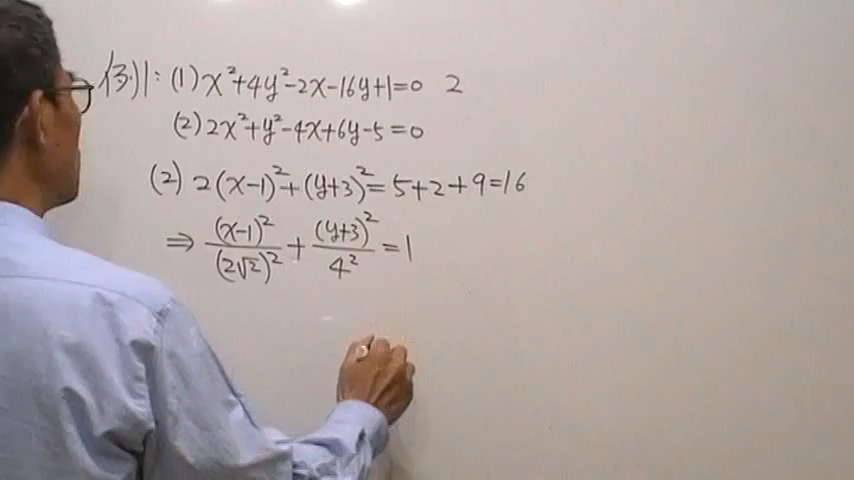 例1: (1) x²+4y²-2x-16y+1=0 2
(2) 2x²+y²-4x+6y-5=0
(2) 2(x-1)²+(y+3)²=5+2+9=16
⇒ (x-1)²/(2√2)² + (y+3)²/4² = 1